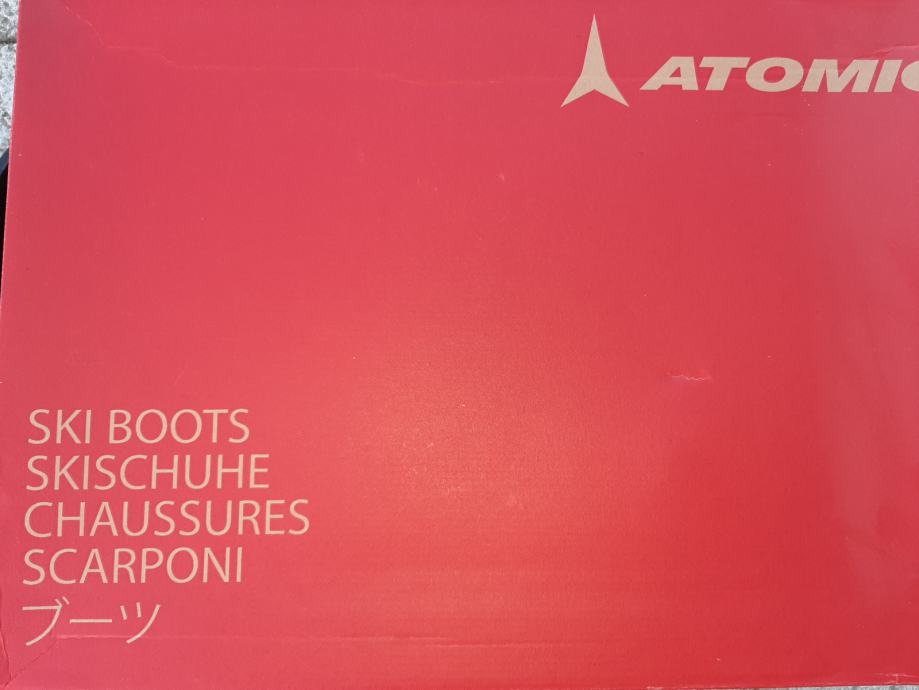 ATOMIC
SKI BOOTS
SKISCHUHE
CHAUSSURES
SCARPONI
ブーツ